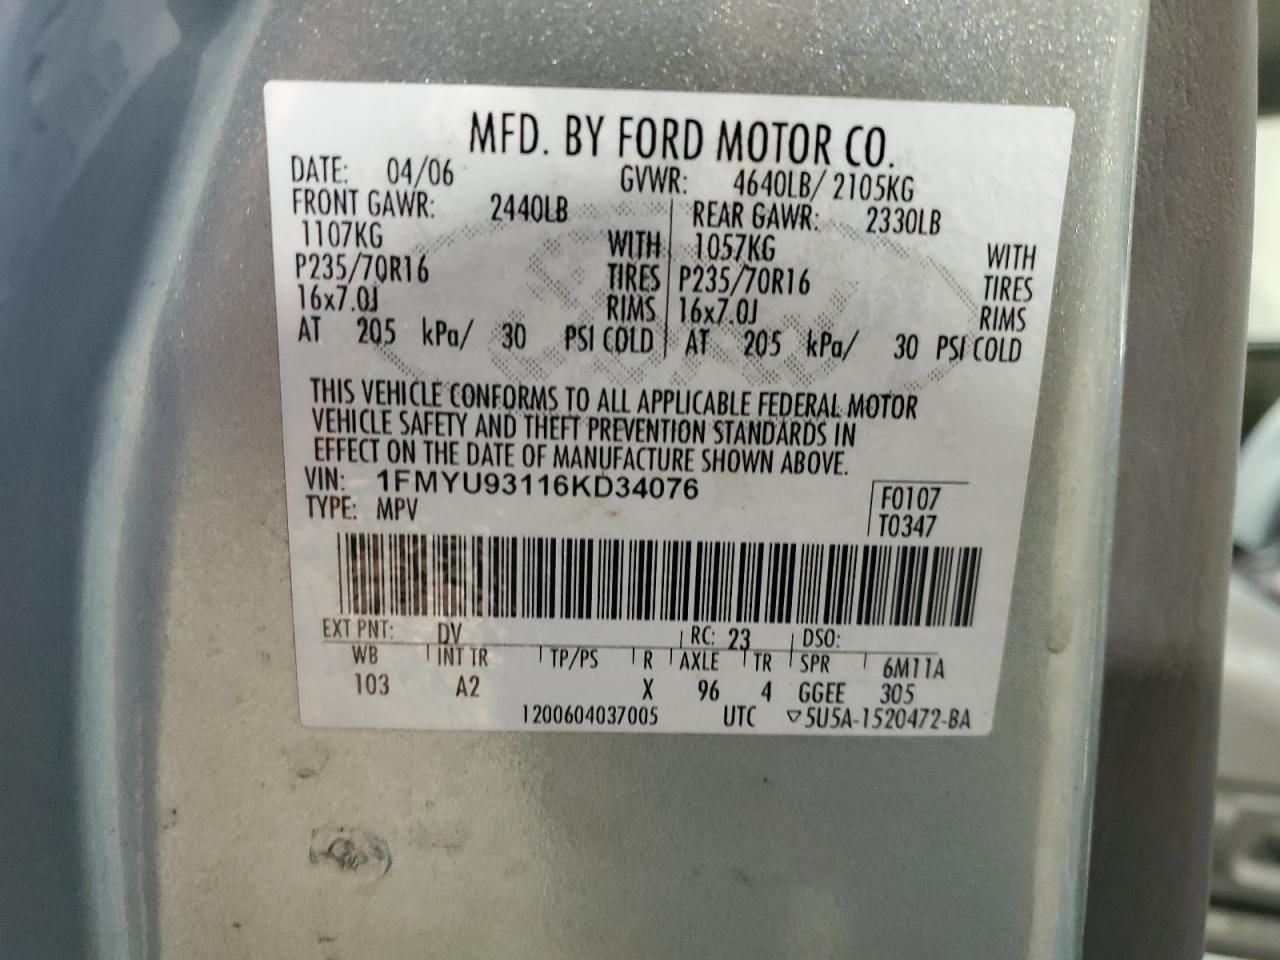 MFD. BY FORD MOTOR CO.
DATE: 04/06 GVWR: 4640LB/ 2105KG
FRONT GAWR: 2440LB REAR GAWR: 2330LB
1107KG WITH 1057KG WITH
P235/70R16 TIRES P235/70R16 TIRES
16x7.0J RIMS 16x7.0J RIMS
AT 205 kPa/ 30 PSI COLD AT 205 kPa/ 30 PSI COLD
THIS VEHICLE CONFORMS TO ALL APPLICABLE FEDERAL MOTOR
VEHICLE SAFETY AND THEFT PREVENTION STANDARDS IN
EFFECT ON THE DATE OF MANUFACTURE SHOWN ABOVE.
VIN: 1FMYU93116KD34076 F0107
TYPE: MPV T0347
EXT PNT: DV RC: 23 DSO:
WB INT TR TP/PS R AXLE TR SPR 6M11A
103 A2 X 96 4 GGEE 305
1200604037005 UTC ▽5U5A-1520472-BA